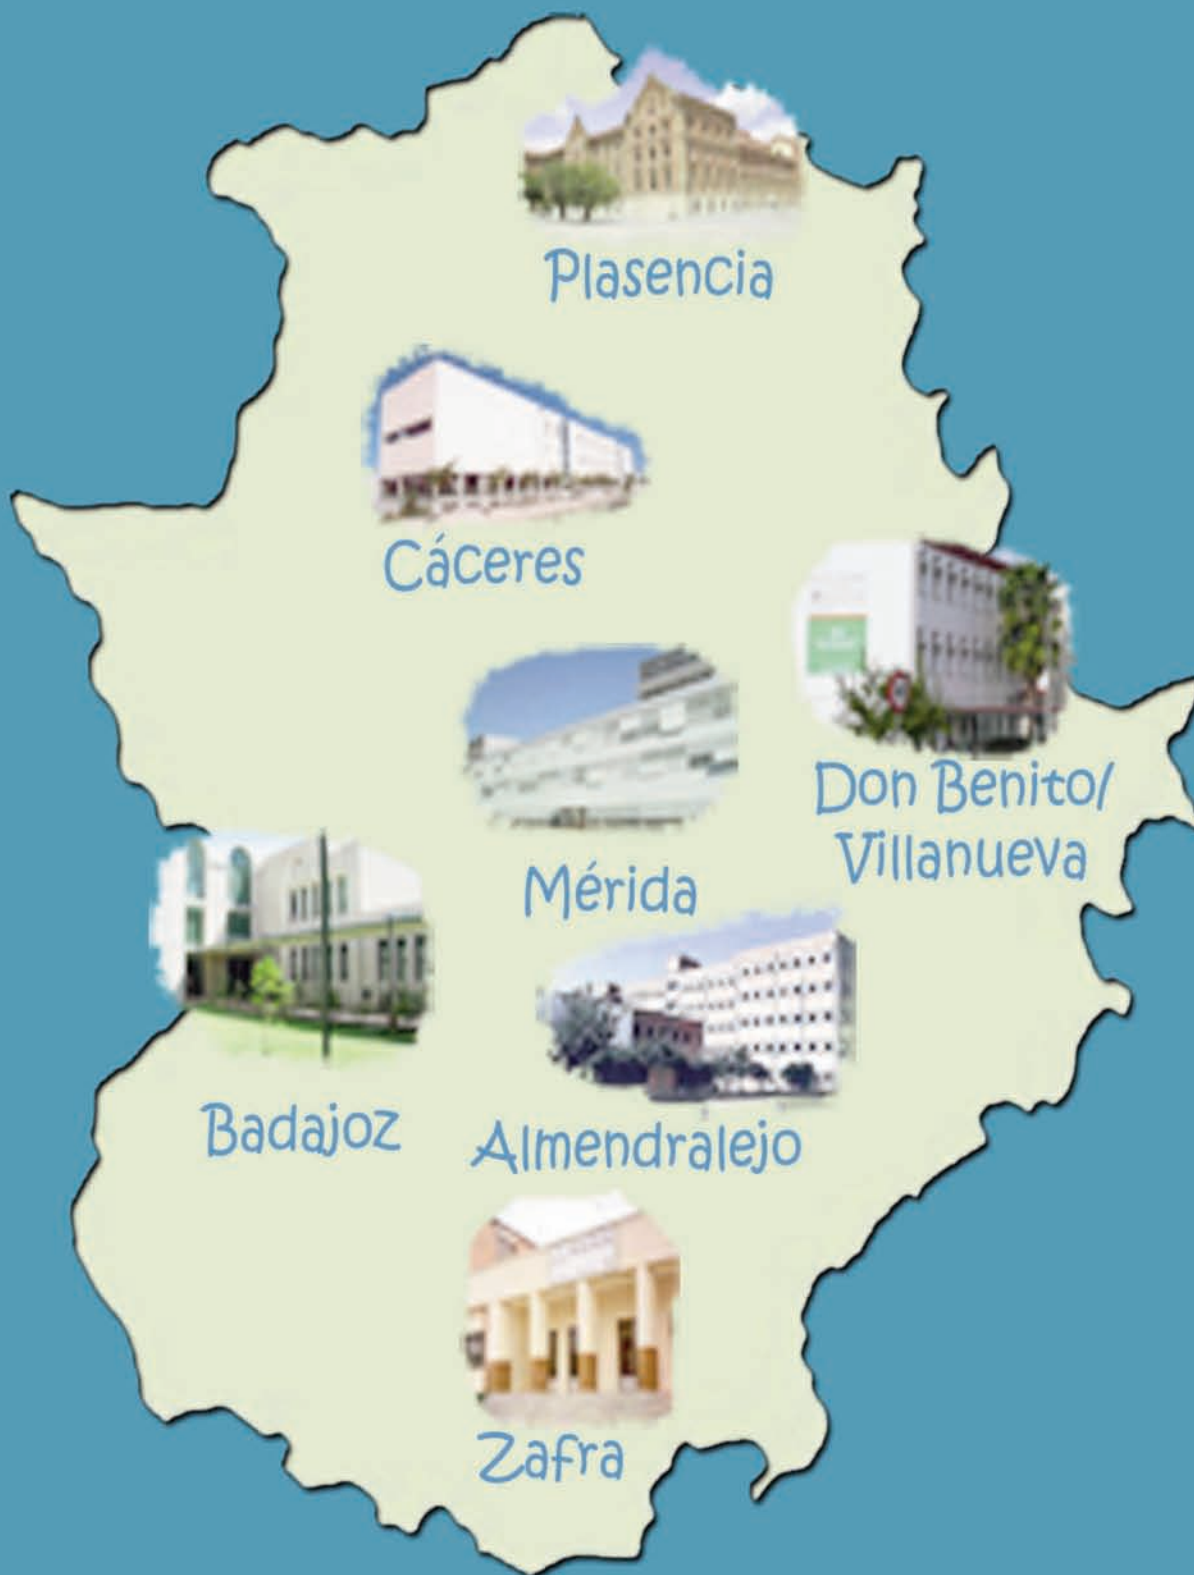 Plasencia
Cáceres
Don Benito/
Villanueva
Mérida
Badajoz
Almendralejo
Zafra